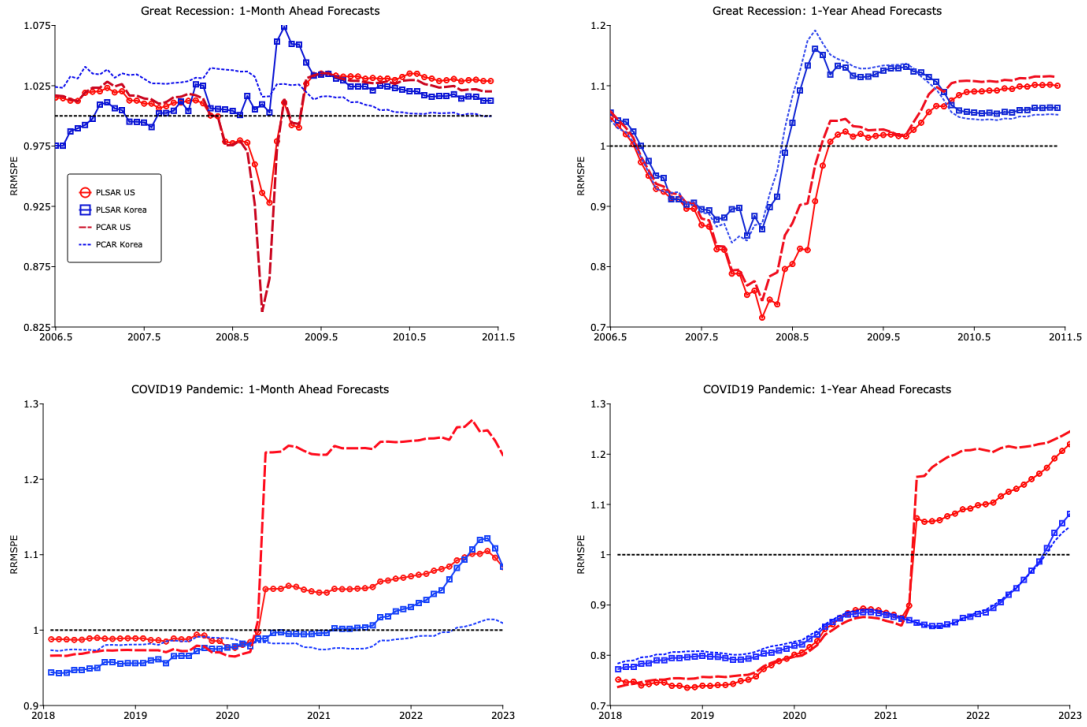 Great Recession: 1-Month Ahead Forecasts
1.075
1.025
1
0.975
0.925
0.875
0.825
RRMSPE
PLSAR US
PLSAR Korea
PCAR US
PCAR Korea
2006.5 2007.5 2008.5 2009.5 2010.5 2011.5
Great Recession: 1-Year Ahead Forecasts
1.2
1.1
1
0.9
0.8
0.7
RRMSPE
2006.5 2007.5 2008.5 2009.5 2010.5 2011.5
COVID19 Pandemic: 1-Month Ahead Forecasts
1.3
1.2
1.1
1
0.9
RRMSPE
2018 2019 2020 2021 2022 2023
COVID19 Pandemic: 1-Year Ahead Forecasts
1.3
1.2
1.1
1
0.9
0.8
0.7
RRMSPE
2018 2019 2020 2021 2022 2023